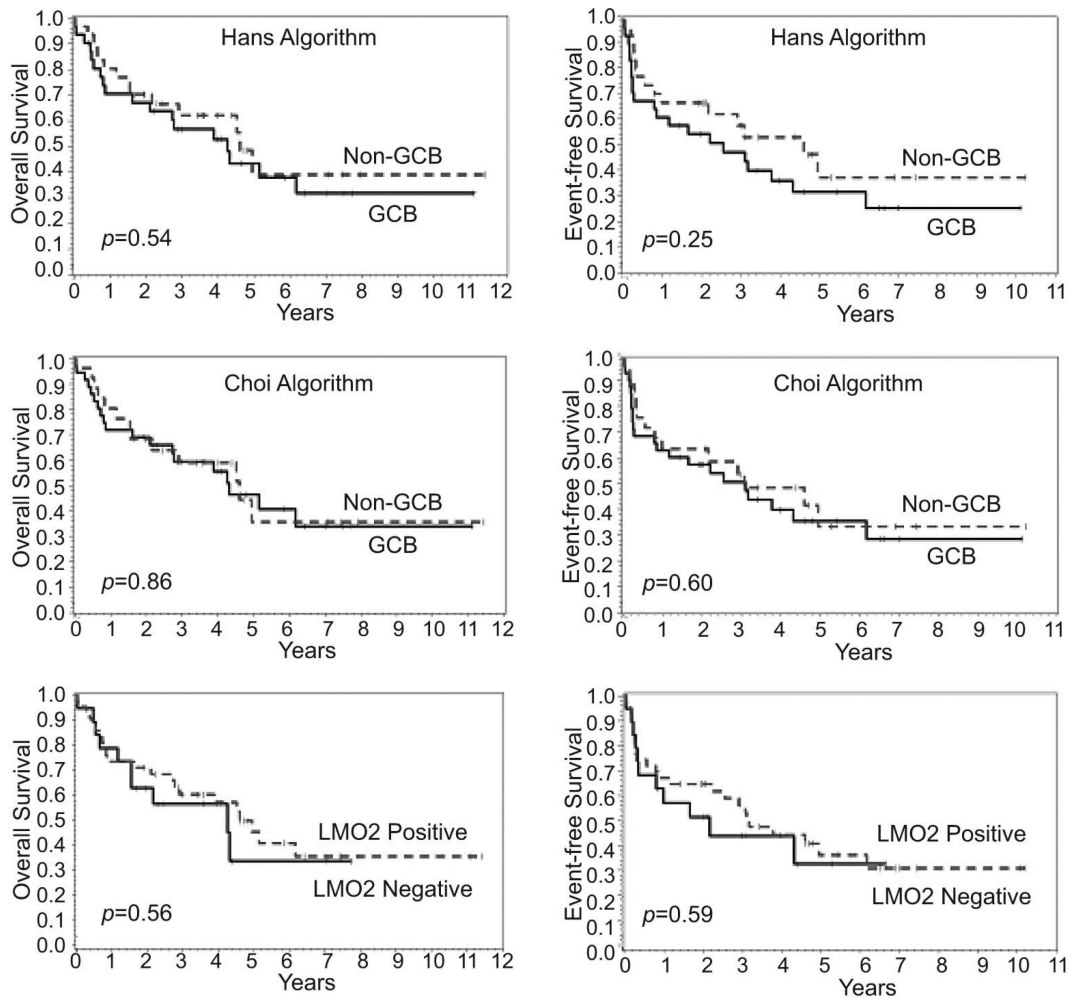 Hans Algorithm
Overall Survival
1.0
0.9
0.8
0.7
0.6
0.5
0.4
0.3
0.2
0.1
0.0
Non-GCB
GCB
p=0.54
0 1 2 3 4 5 6 7 8 9 10 11 12
Years
Hans Algorithm
Event-free Survival
1.0
0.9
0.8
0.7
0.6
0.5
0.4
0.3
0.2
0.1
0.0
Non-GCB
GCB
p=0.25
0 1 2 3 4 5 6 7 8 9 10 11
Years
Choi Algorithm
Overall Survival
1.0
0.9
0.8
0.7
0.6
0.5
0.4
0.3
0.2
0.1
0.0
Non-GCB
GCB
p=0.86
0 1 2 3 4 5 6 7 8 9 10 11 12
Years
Choi Algorithm
Event-free Survival
1.0
0.9
0.8
0.7
0.6
0.5
0.4
0.3
0.2
0.1
0.0
Non-GCB
GCB
p=0.60
0 1 2 3 4 5 6 7 8 9 10 11
Years
Overall Survival
1.0
0.9
0.8
0.7
0.6
0.5
0.4
0.3
0.2
0.1
0.0
LMO2 Positive
LMO2 Negative
p=0.56
0 1 2 3 4 5 6 7 8 9 10 11 12
Years
Event-free Survival
1.0
0.9
0.8
0.7
0.6
0.5
0.4
0.3
0.2
0.1
0.0
LMO2 Positive
LMO2 Negative
p=0.59
0 1 2 3 4 5 6 7 8 9 10 11
Years